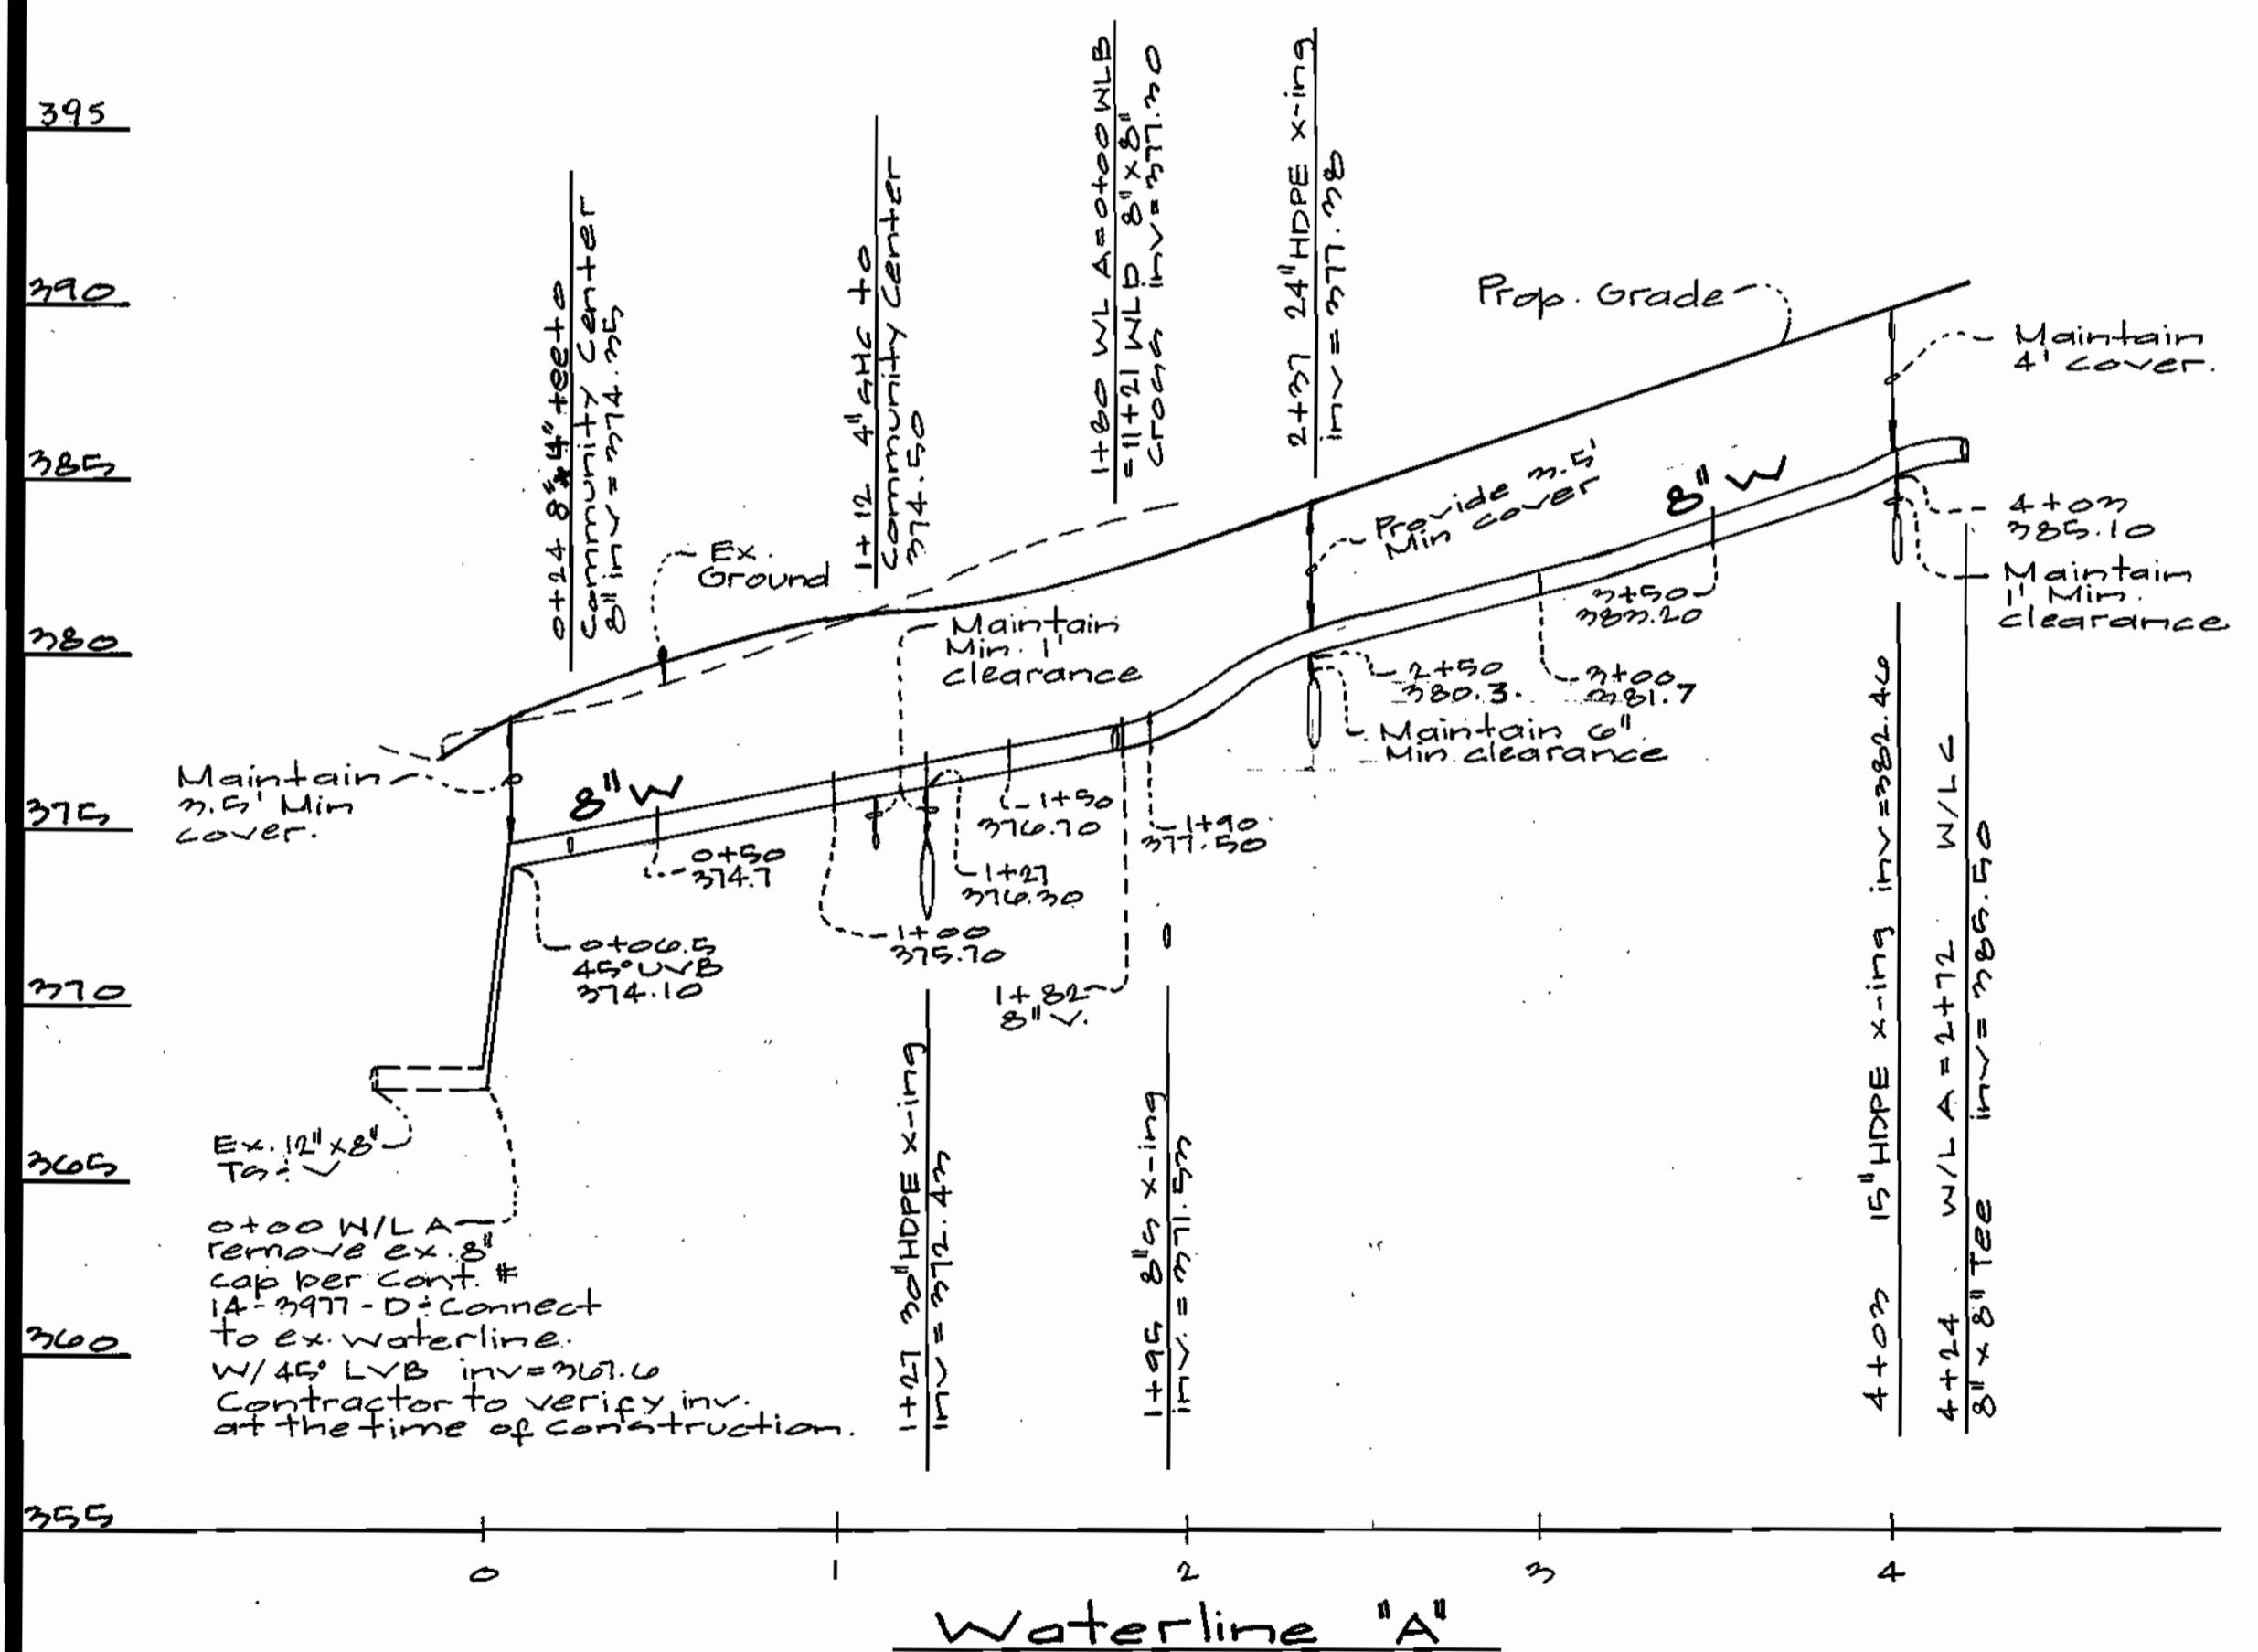 395
390
385
380
375
370
365
360
355
0+24 8"x4" tee to
Community Center
8" inv = 374.35
1+12 4" SHC to
Community Center
374.50
1+80 WL A = 0+00 WLB
= 11+21 WLD 8" x 8"
Cross inv = 377.30
2+37 24" HDPE x-ing
inv = 377.38
Prop. Grade
Maintain
4' cover.
Ex.
Ground
Provide 3.5'
Min cover
8" W
4+03
385.10
Maintain
1' Min.
clearance
Maintain
Min. 1'
clearance
3+50
383.20
2+50
380.3
3+00
381.7
Maintain 6"
Min clearance
Maintain
3.5' Min
cover.
8" W
0+50
374.7
1+50
376.70
1+90
377.50
1+27
376.30
1+00
375.70
0+06.5
45° UVB
374.10
1+82
8" V.
Ex. 12" x 8"
0+00 W/L A
remove ex. 8"
cap per Cont. #
14-3977-D; Connect
to ex. waterline.
W/45° LVB inv = 367.6
Contractor to verify inv.
at the time of construction.
1+27 30" HDPE x-ing
inv = 372.43
1+95 8" S x-ing
inv. = 371.53
4+03 15" HDPE x-ing inv = 382.46
4+24 W/L A = 2+72 W/L C
8" x 8" Tee inv = 385.50
0 1 2 3 4
Waterline "A"